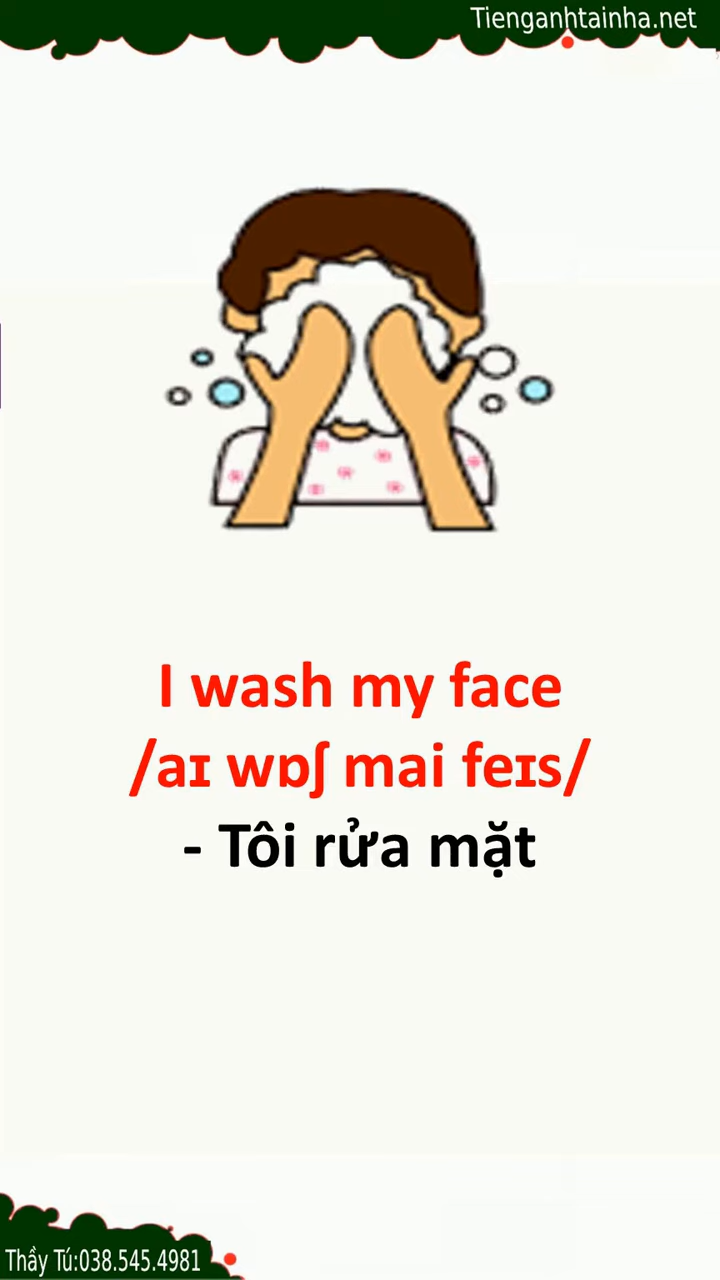 Tienganhtainha.net
I wash my face
/aɪ wɒʃ mai feɪs/
- Tôi rửa mặt
Thầy Tú:038.545.4981